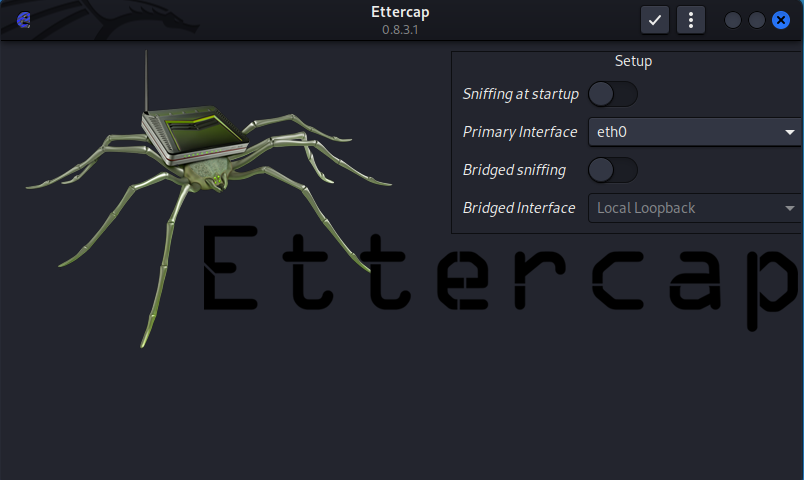 Ettercap
0.8.3.1
Setup
Sniffing at startup
Primary Interface eth0
Bridged sniffing
Bridged Interface Local Loopback
Ettercap